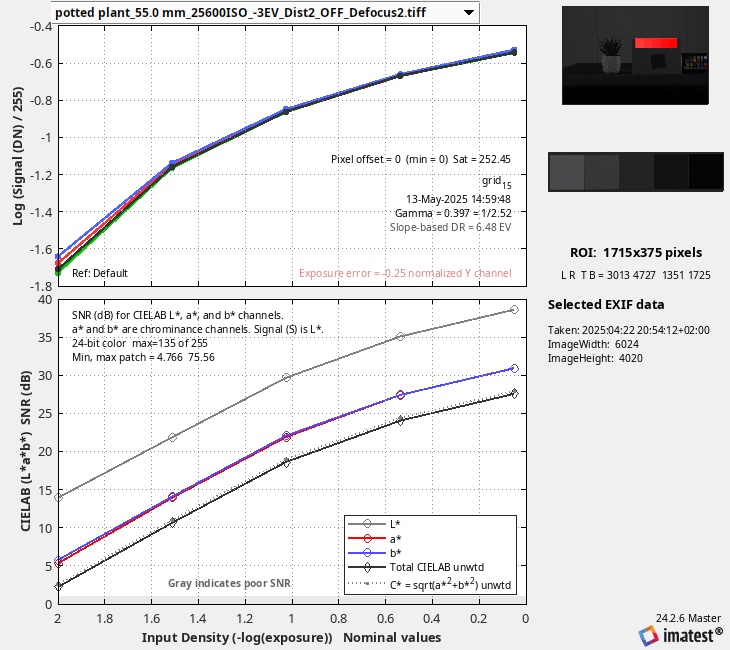 potted plant_55.0 mm_25600ISO_-3EV_Dist2_OFF_Defocus2.tiff
-0.4
-0.6
-0.8
-1
-1.2
-1.4
-1.6
-1.8
Log (Signal (DN) / 255)
Pixel offset = 0 (min = 0) Sat = 252.45
grid15
13-May-2025 14:59:48
Gamma = 0.397 = 1/2.52
Slope-based DR = 6.48 EV
Ref: Default
Exposure error = -0.25 normalized Y channel
ROI: 1715x375 pixels
L R T B = 3013 4727 1351 1725
Selected EXIF data
Taken: 2025:04:22 20:54:12+02:00
ImageWidth: 6024
ImageHeight: 4020
40
35
30
25
20
15
10
5
0
CIELAB (L*a*b*) SNR (dB)
SNR (dB) for CIELAB L*, a*, and b* channels.
a* and b* are chrominance channels. Signal (S) is L*.
24-bit color max=135 of 255
Min, max patch = 4.766 75.56
L*
a*
b*
Total CIELAB unwtd
C* = sqrt(a*2+b*2) unwtd
Gray indicates poor SNR
2 1.8 1.6 1.4 1.2 1 0.8 0.6 0.4 0.2 0
Input Density (-log(exposure)) Nominal values
24.2.6 Master
imatest®